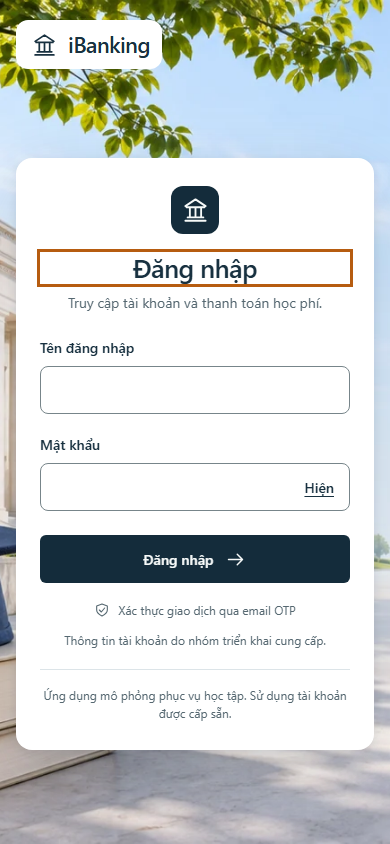 iBanking
Đăng nhập
Truy cập tài khoản và thanh toán học phí.
Tên đăng nhập
Mật khẩu
Hiện
Đăng nhập
Xác thực giao dịch qua email OTP
Thông tin tài khoản do nhóm triển khai cung cấp.
Ứng dụng mô phỏng phục vụ học tập. Sử dụng tài khoản
được cấp sẵn.